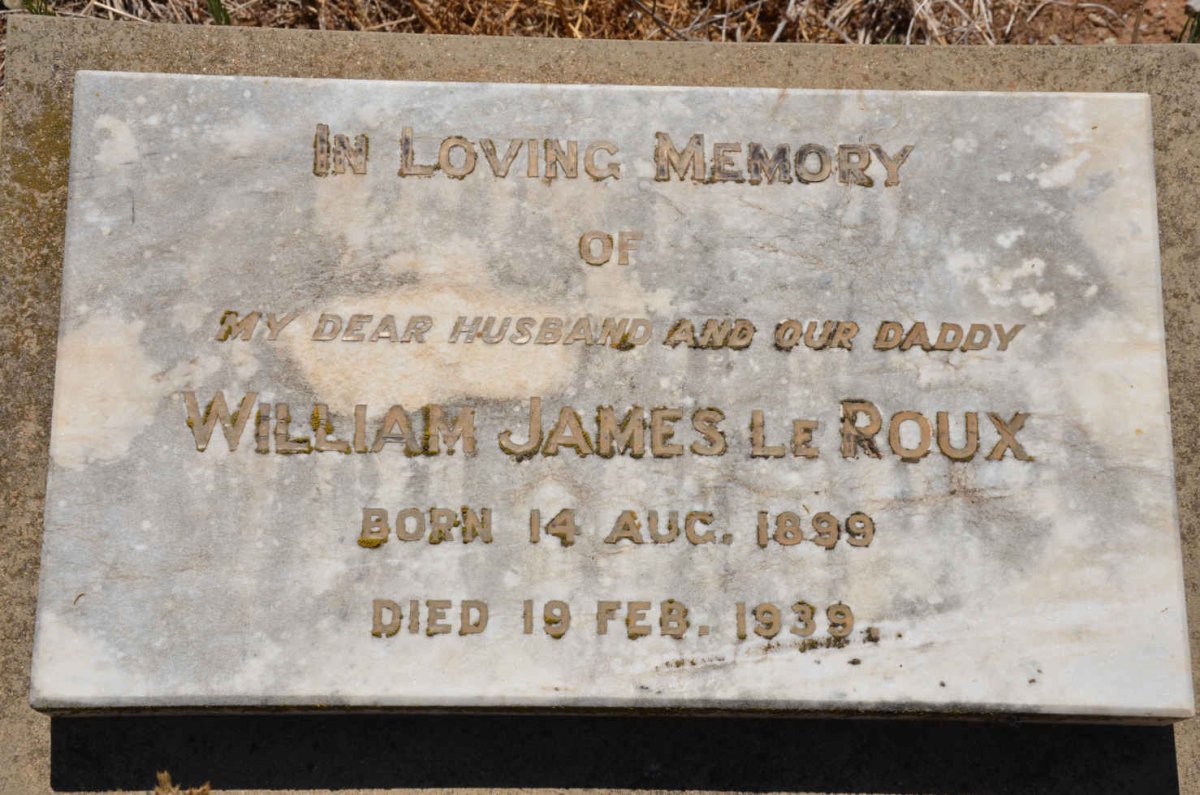 In Loving Memory
OF
MY DEAR HUSBAND AND OUR DADDY
William James Le Roux
BORN 14 AUG. 1899
DIED 19 FEB. 1939.